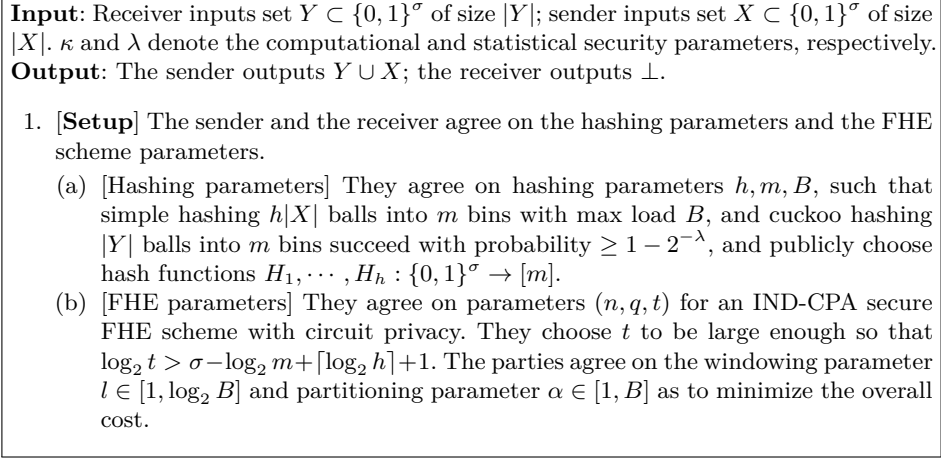 Input: Receiver inputs set Y ⊂ {0, 1}^σ of size |Y|; sender inputs set X ⊂ {0, 1}^σ of size
|X|. κ and λ denote the computational and statistical security parameters, respectively.
Output: The sender outputs Y ∪ X; the receiver outputs ⊥.
1. [Setup] The sender and the receiver agree on the hashing parameters and the FHE
scheme parameters.
(a) [Hashing parameters] They agree on hashing parameters h, m, B, such that
simple hashing h|X| balls into m bins with max load B, and cuckoo hashing
|Y| balls into m bins succeed with probability ≥ 1 − 2^{−λ}, and publicly choose
hash functions H_1, ⋯ , H_h : {0, 1}^σ → [m].
(b) [FHE parameters] They agree on parameters (n, q, t) for an IND-CPA secure
FHE scheme with circuit privacy. They choose t to be large enough so that
log_2 t > σ−log_2 m+⌈log_2 h⌉+1. The parties agree on the windowing parameter
l ∈ [1, log_2 B] and partitioning parameter α ∈ [1, B] as to minimize the overall
cost.